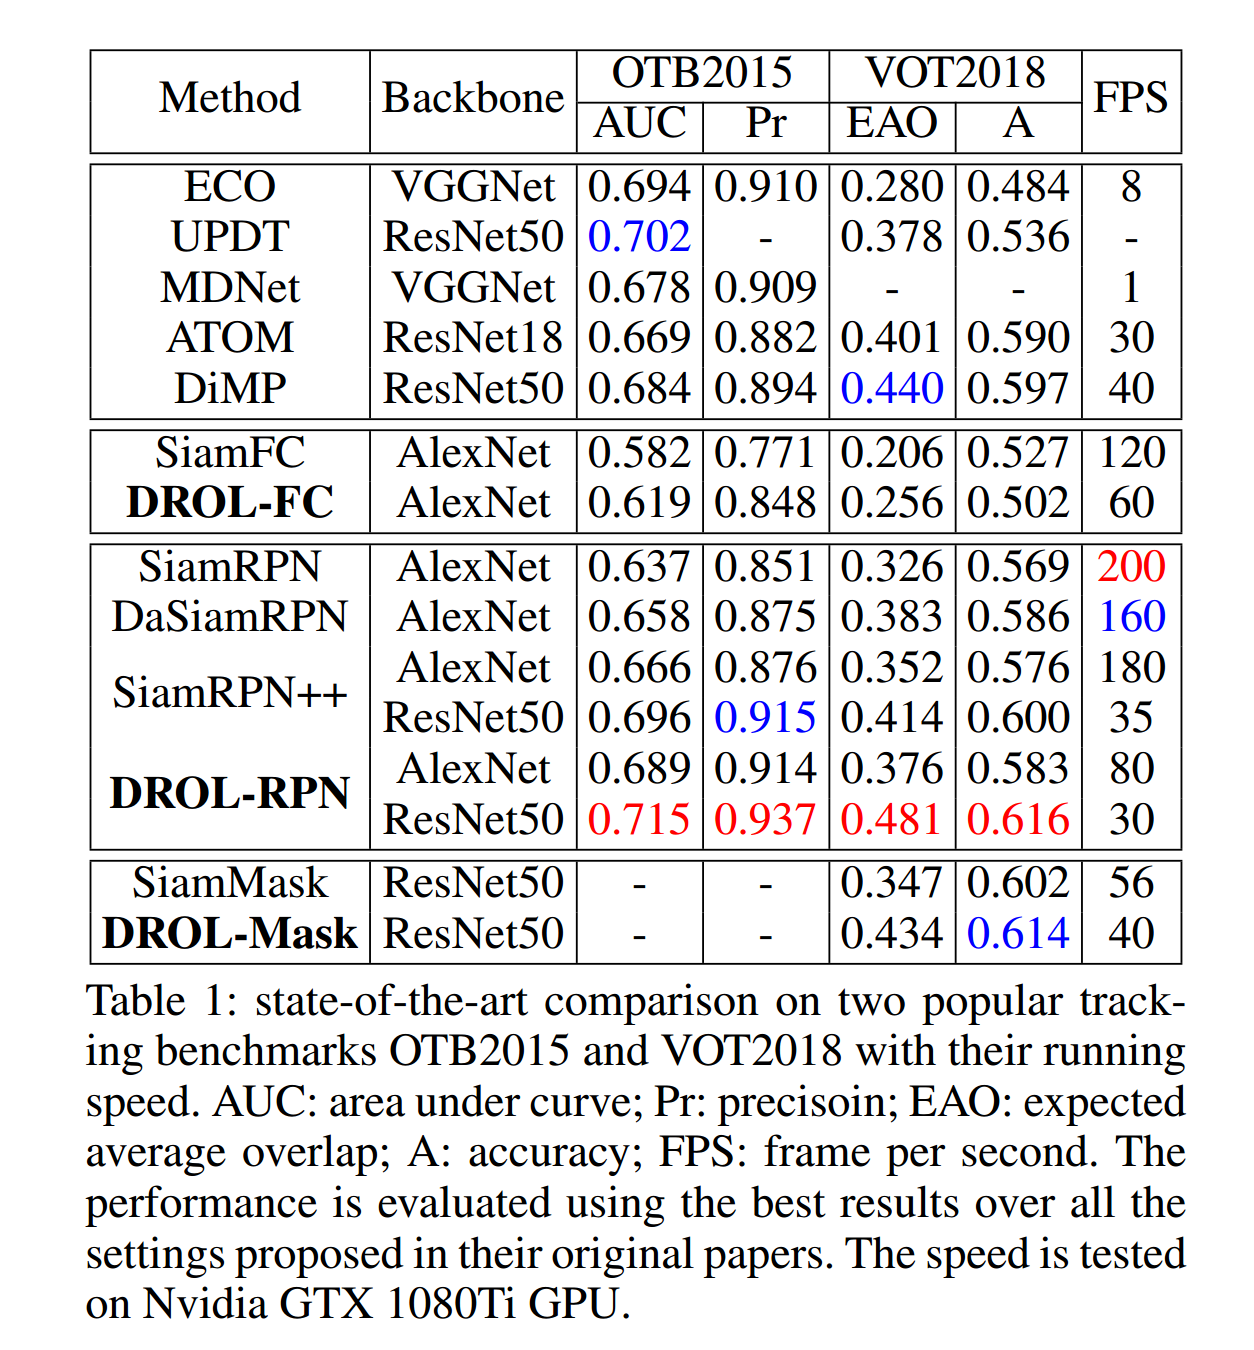 Method Backbone OTB2015 VOT2018 FPS
AUC Pr EAO A
ECO VGGNet 0.694 0.910 0.280 0.484 8
UPDT ResNet50 0.702 - 0.378 0.536 -
MDNet VGGNet 0.678 0.909 - - 1
ATOM ResNet18 0.669 0.882 0.401 0.590 30
DiMP ResNet50 0.684 0.894 0.440 0.597 40
SiamFC AlexNet 0.582 0.771 0.206 0.527 120
DROL-FC AlexNet 0.619 0.848 0.256 0.502 60
SiamRPN AlexNet 0.637 0.851 0.326 0.569 200
DaSiamRPN AlexNet 0.658 0.875 0.383 0.586 160
SiamRPN++ AlexNet 0.666 0.876 0.352 0.576 180
ResNet50 0.696 0.915 0.414 0.600 35
DROL-RPN AlexNet 0.689 0.914 0.376 0.583 80
ResNet50 0.715 0.937 0.481 0.616 30
SiamMask ResNet50 - - 0.347 0.602 56
DROL-Mask ResNet50 - - 0.434 0.614 40
Table 1: state-of-the-art comparison on two popular track-
ing benchmarks OTB2015 and VOT2018 with their running
speed. AUC: area under curve; Pr: precisoin; EAO: expected
average overlap; A: accuracy; FPS: frame per second. The
performance is evaluated using the best results over all the
settings proposed in their original papers. The speed is tested
on Nvidia GTX 1080Ti GPU.